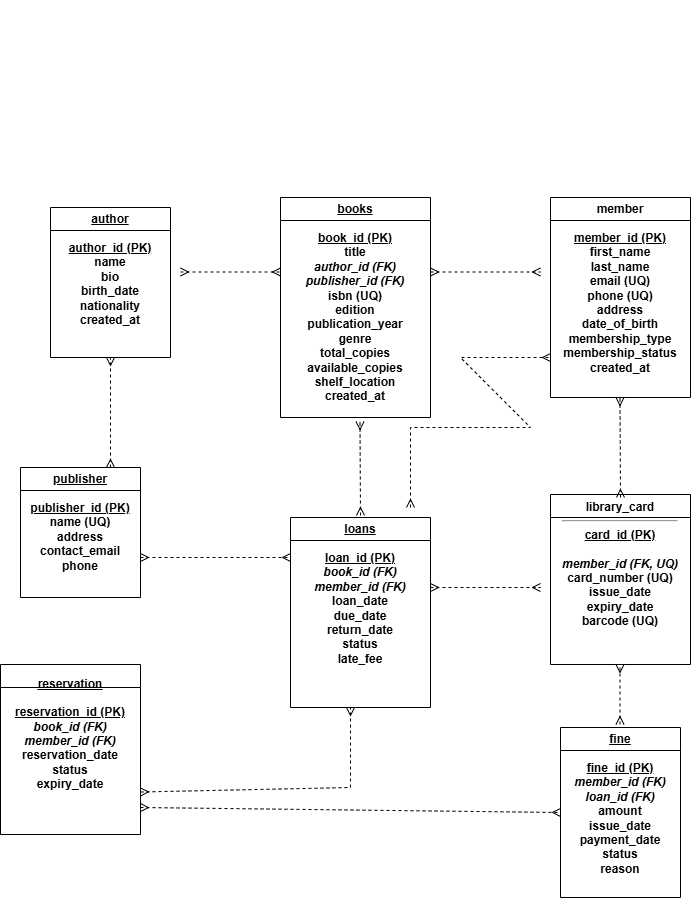 author
author_id (PK)
name
bio
birth_date
nationality
created_at
books
book_id (PK)
title
author_id (FK)
publisher_id (FK)
isbn (UQ)
edition
publication_year
genre
total_copies
available_copies
shelf_location
created_at
member
member_id (PK)
first_name
last_name
email (UQ)
phone (UQ)
address
date_of_birth
membership_type
membership_status
created_at
publisher
publisher_id (PK)
name (UQ)
address
contact_email
phone
loans
loan_id (PK)
book_id (FK)
member_id (FK)
loan_date
due_date
return_date
status
late_fee
library_card
card_id (PK)
member_id (FK, UQ)
card_number (UQ)
issue_date
expiry_date
barcode (UQ)
reservation
reservation_id (PK)
book_id (FK)
member_id (FK)
reservation_date
status
expiry_date
fine
fine_id (PK)
member_id (FK)
loan_id (FK)
amount
issue_date
payment_date
status
reason